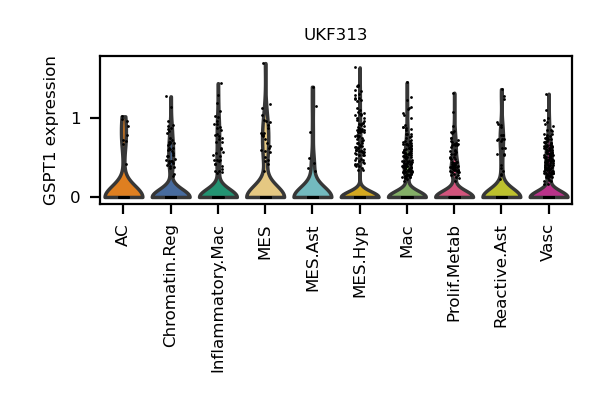 UKF313
GSPT1 expression
1
0
AC
Chromatin.Reg
Inflammatory.Mac
MES
MES.Ast
MES.Hyp
Mac
Prolif.Metab
Reactive.Ast
Vasc